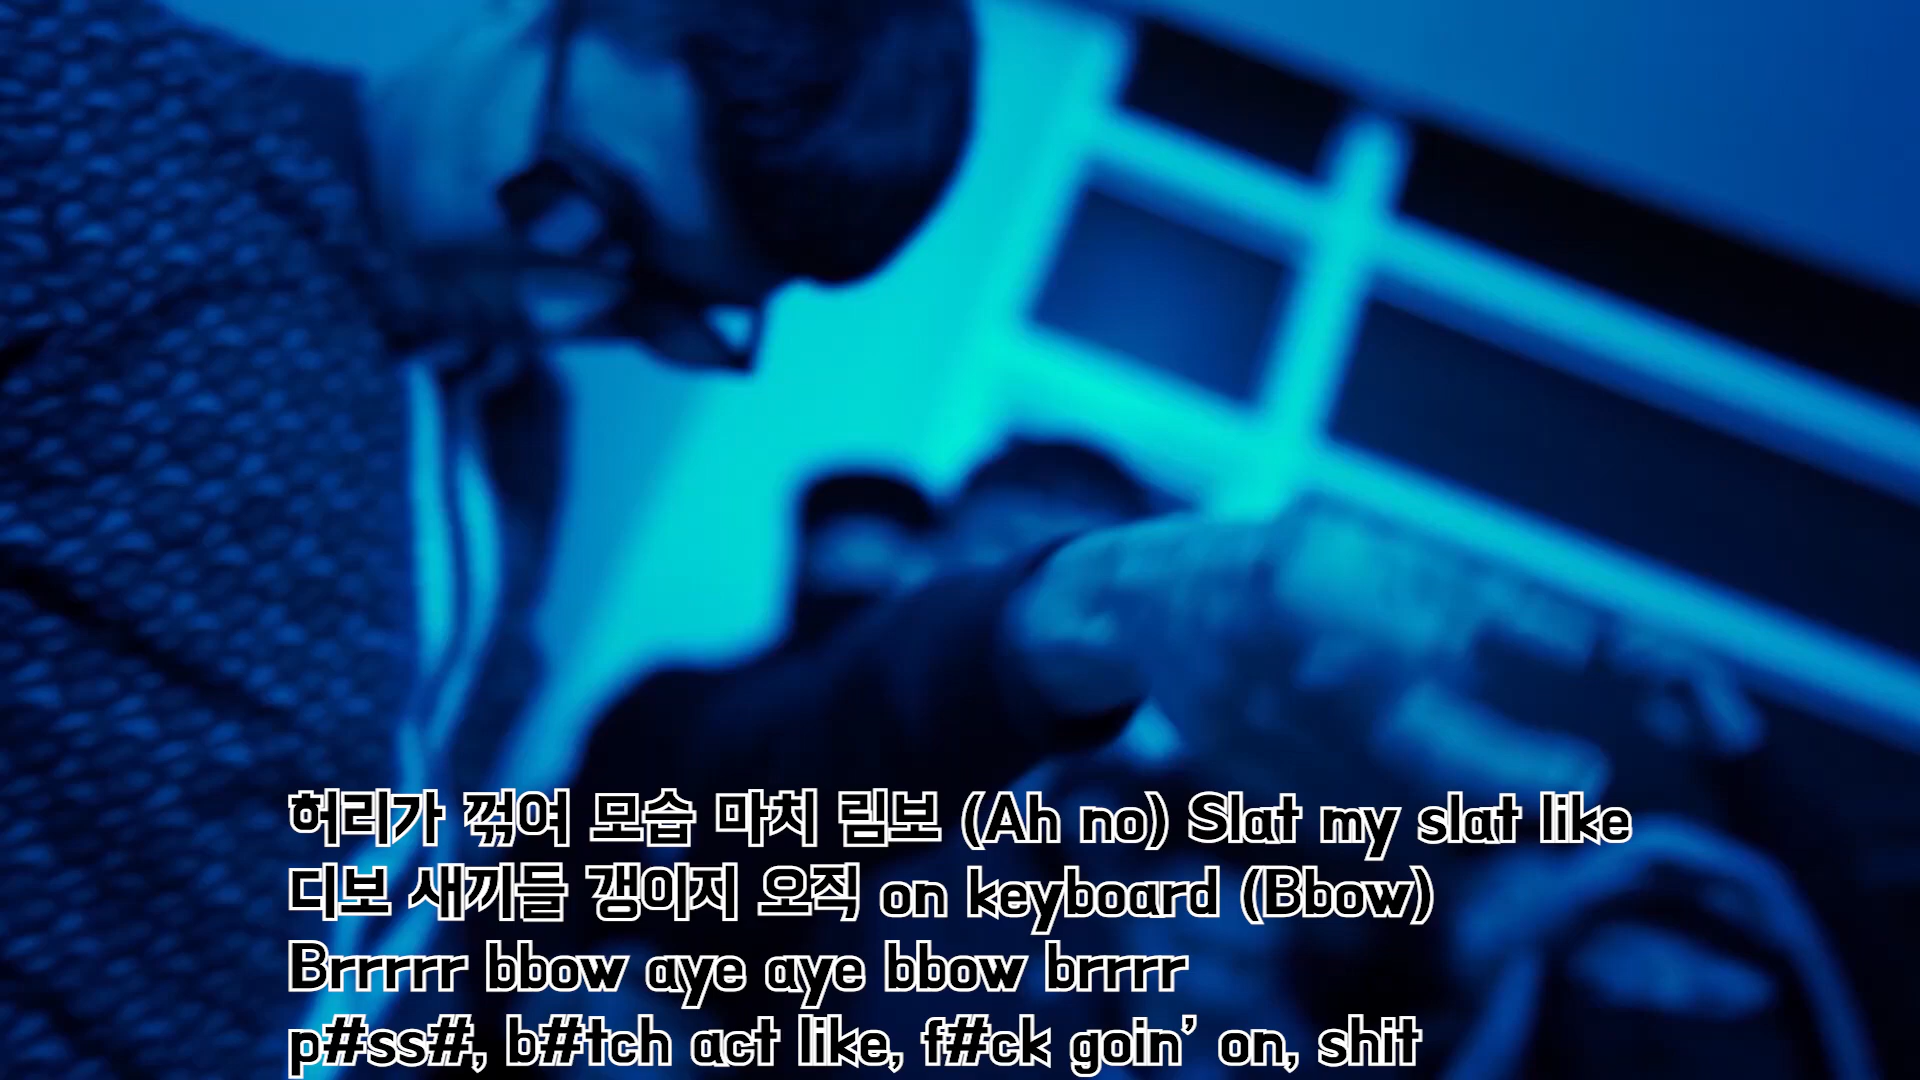 허리가 꺾여 모습 마치 림보 (Ah no) Slat my slat like
디보 새끼들 갱이지 오직 on keyboard (Bbow)
Brrrrr bbow aye aye bbow brrrr
p#ss#, b#tch act like, f#ck goin’ on, shit